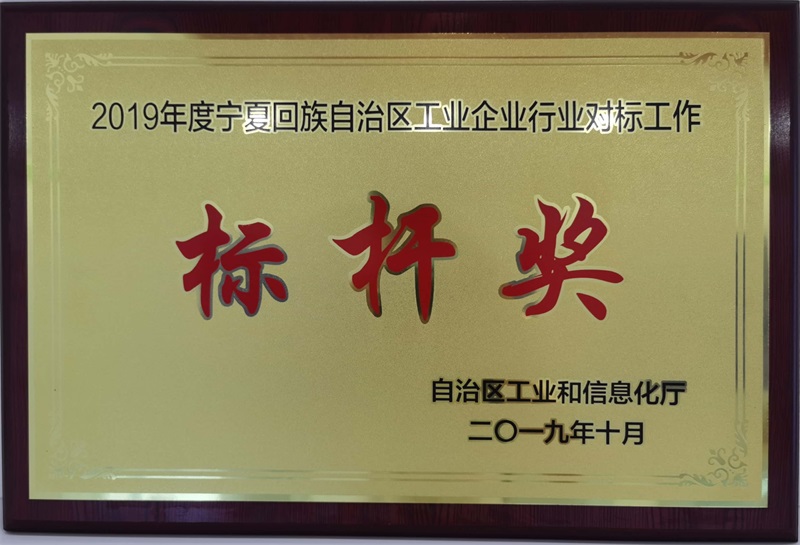 2019年度宁夏回族自治区工业企业行业对标工作
标杆奖
自治区工业和信息化厅
二〇一九年十月